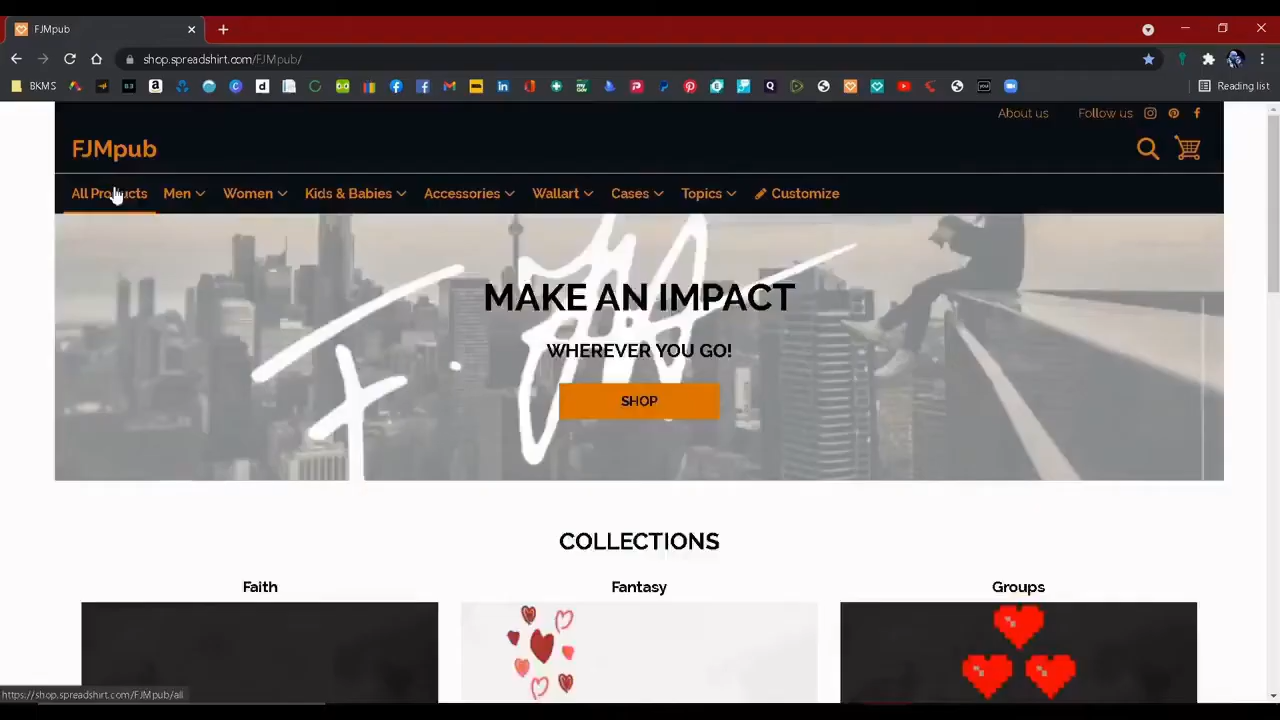 FJMpub
shop.spreadshirt.com/FJMpub/
BKMS
Reading list
About us
Follow us
FJMpub
All Products
Men
Women
Kids & Babies
Accessories
Wallart
Cases
Topics
Customize
MAKE AN IMPACT
WHEREVER YOU GO!
SHOP
COLLECTIONS
Faith
Fantasy
Groups
https://shop.spreadshirt.com/FJMpub/all